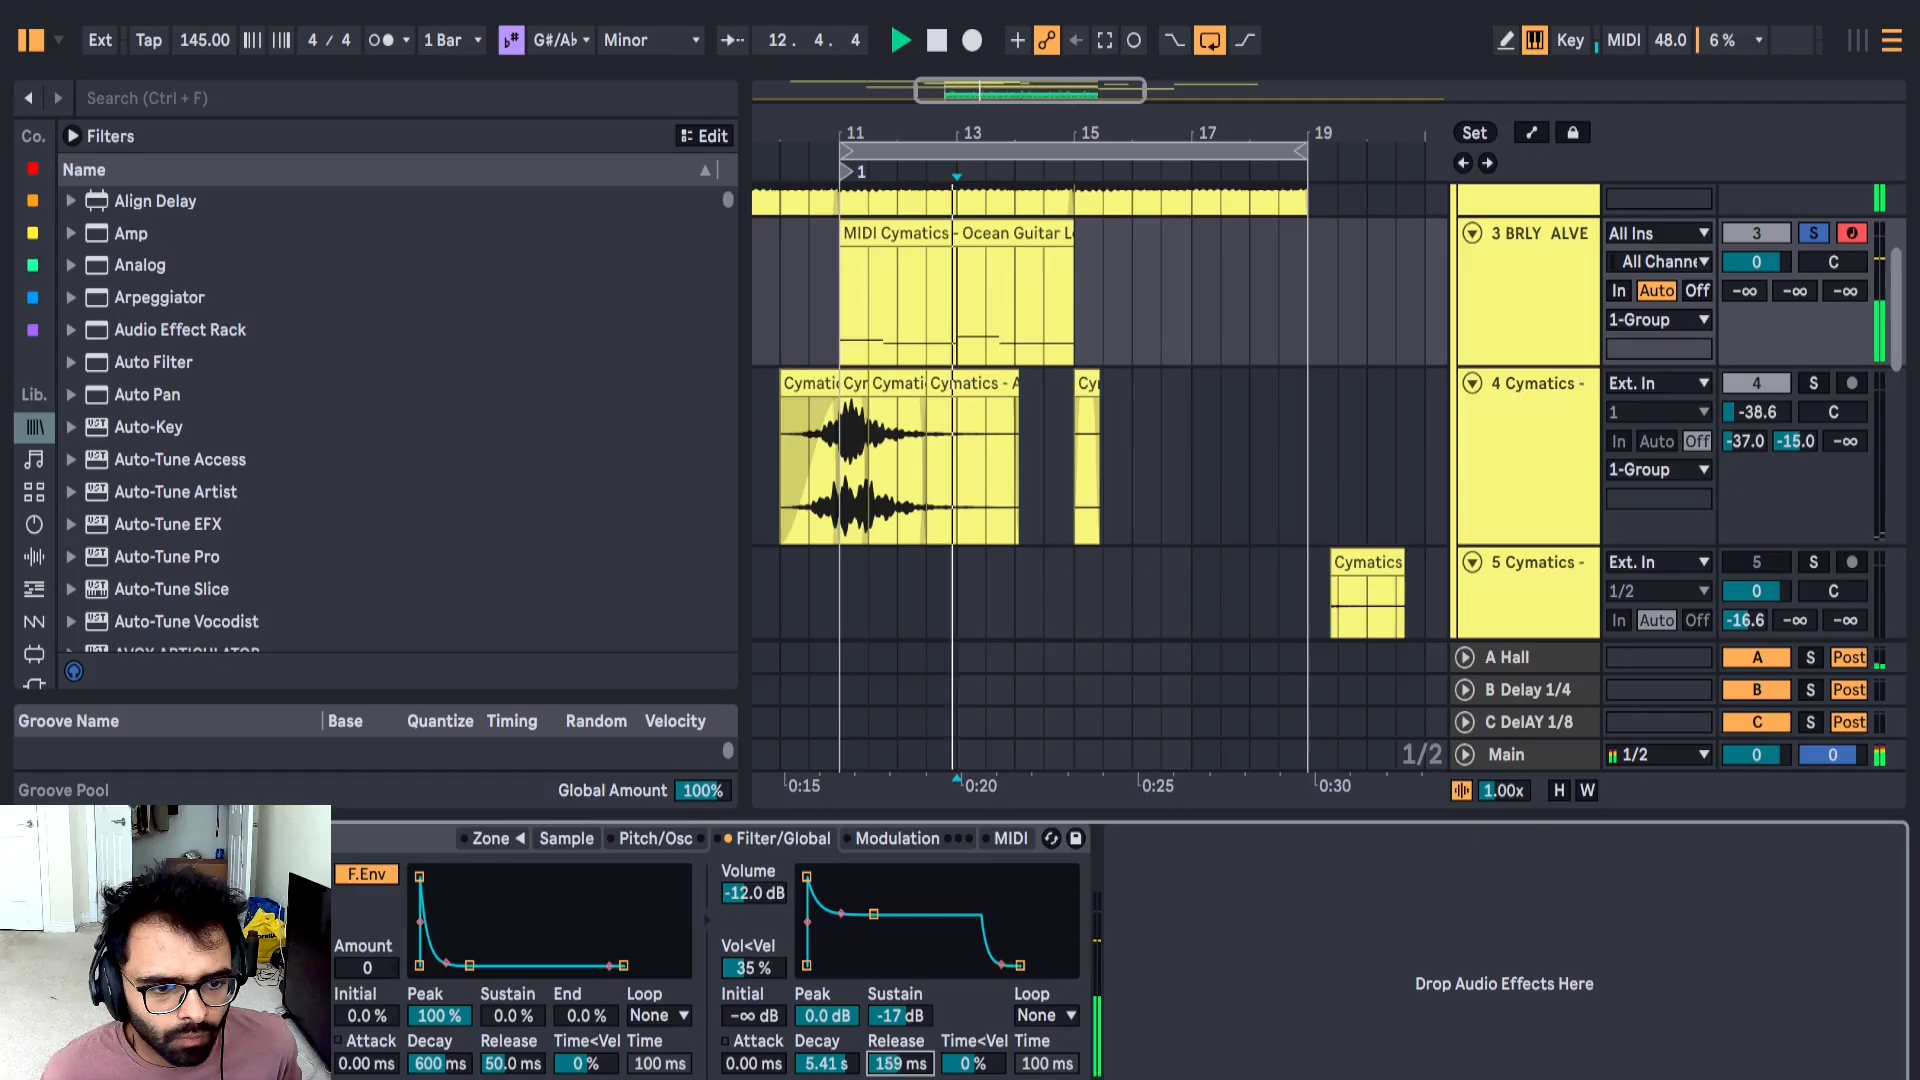 Ext Tap 145.00 4 / 4 1 Bar G#/A♭ Minor 12. 4. 4 Key MIDI 48.0 6 %
Search (Ctrl + F)
Co. Filters Edit
Name
Align Delay
Amp
Analog
Arpeggiator
Audio Effect Rack
Auto Filter
Lib. Auto Pan
Auto-Key
Auto-Tune Access
Auto-Tune Artist
Auto-Tune EFX
Auto-Tune Pro
Auto-Tune Slice
Auto-Tune Vocodist
Groove Name Base Quantize Timing Random Velocity
Groove Pool Global Amount 100%
11 13 15 17 19 Set
1
MIDI Cymatics - Ocean Guitar L
3 BRLY ALVE All Ins 3 S
All Channe 0 C
In Auto Off -∞ -∞ -∞
1-Group
Cymatic Cyr Cymati Cymatics - A Cyi
4 Cymatics - Ext. In 4 S
1 -38.6 C
In Auto Off -37.0 -15.0 -∞
1-Group
Cymatics
5 Cymatics - Ext. In 5 S
1/2 0 C
In Auto Off -16.6 -∞ -∞
A Hall A S Post
B Delay 1/4 B S Post
C DelAY 1/8 C S Post
1/2 Main 1/2 0 0
0:15 0:20 0:25 0:30 1.00x H W
Zone Sample Pitch/Osc Filter/Global Modulation MIDI
F.Env Volume
-12.0 dB
Amount Vol<Vel
0 35 %
Initial Peak Sustain End Loop Initial Peak Sustain Loop
0.0 % 100 % 0.0 % 0.0 % None -∞ dB 0.0 dB -17 dB None
Attack Decay Release Time<Vel Time Attack Decay Release Time<Vel Time
0.00 ms 600 ms 50.0 ms 0 % 100 ms 0.00 ms 5.41 s 159 ms 0 % 100 ms
Drop Audio Effects Here